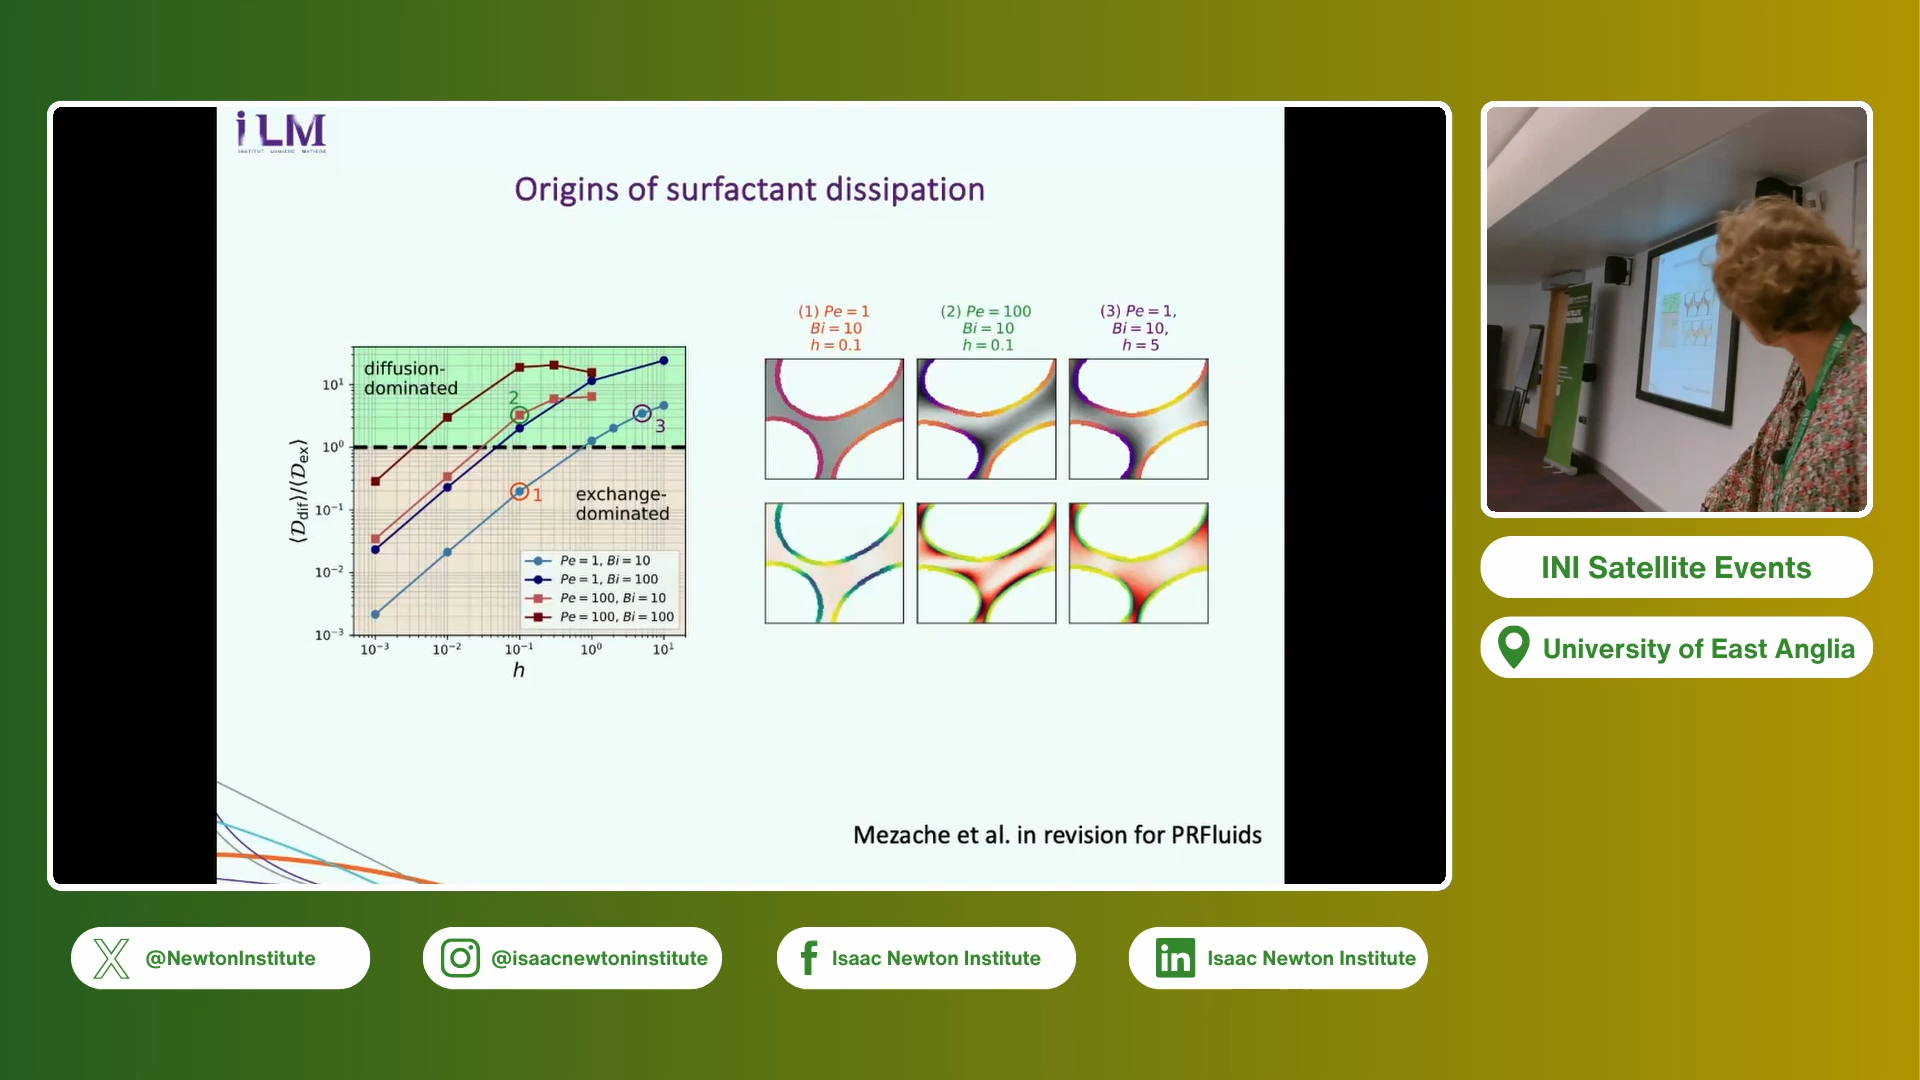 iLM
INSTITUT LUMIÈRE MATIÈRE
Origins of surfactant dissipation
(1) Pe = 1
Bi = 10
h = 0.1
(2) Pe = 100
Bi = 10
h = 0.1
(3) Pe = 1,
Bi = 10,
h = 5
diffusion-
dominated
exchange-
dominated
1
2
3
⟨𝒟dif⟩/⟨𝒟ex⟩
10¹
10⁰
10⁻¹
10⁻²
10⁻³
Pe = 1, Bi = 10
Pe = 1, Bi = 100
Pe = 100, Bi = 10
Pe = 100, Bi = 100
10⁻³ 10⁻² 10⁻¹ 10⁰ 10¹
h
Mezache et al. in revision for PRFluids
INI Satellite Events
University of East Anglia
@NewtonInstitute
@isaacnewtoninstitute
Isaac Newton Institute
Isaac Newton Institute